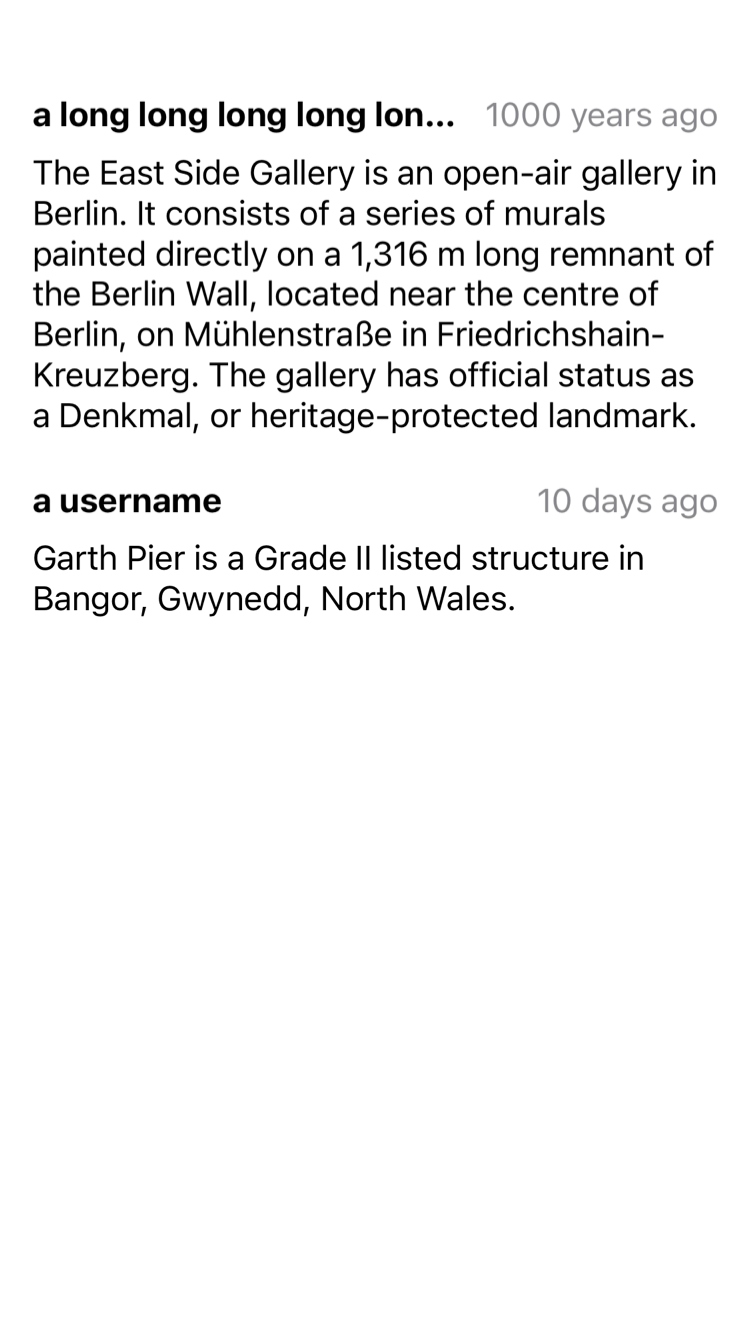 a long long long long lon... 1000 years ago
The East Side Gallery is an open-air gallery in
Berlin. It consists of a series of murals
painted directly on a 1,316 m long remnant of
the Berlin Wall, located near the centre of
Berlin, on Mühlenstraße in Friedrichshain-
Kreuzberg. The gallery has official status as
a Denkmal, or heritage-protected landmark.
a username 10 days ago
Garth Pier is a Grade II listed structure in
Bangor, Gwynedd, North Wales.